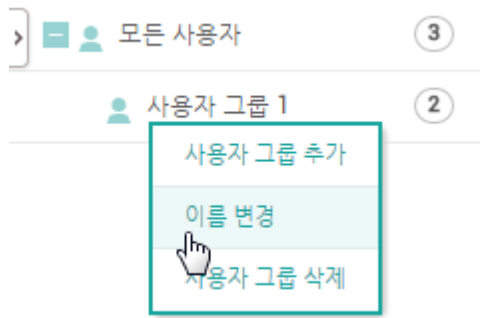 모든 사용자 3
사용자 그룹 1 2
사용자 그룹 추가
이름 변경
사용자 그룹 삭제